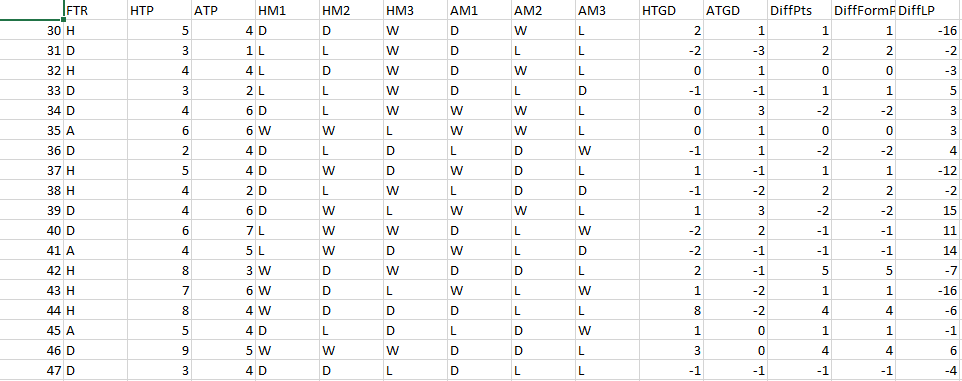 FTR HTP ATP HM1 HM2 HM3 AM1 AM2 AM3 HTGD ATGD DiffPts DiffFormP DiffLP
30 H 5 4 D D W D W L 2 1 1 1 -16
31 D 3 1 L L W D L L -2 -3 2 2 -2
32 H 4 4 L D W D W L 0 1 0 0 -3
33 D 3 2 L L W D L D -1 -1 1 1 5
34 D 4 6 D L W W W L 0 3 -2 -2 3
35 A 6 6 W W L W W L 0 1 0 0 3
36 D 2 4 D L D L D W -1 1 -2 -2 4
37 H 5 4 D W D W D L 1 -1 1 1 -12
38 H 4 2 D L W L D D -1 -2 2 2 -2
39 D 4 6 D W L W W L 1 3 -2 -2 15
40 D 6 7 L W W D L W -2 2 -1 -1 11
41 A 4 5 L W D W L D -2 -1 -1 -1 14
42 H 8 3 W D W D D L 2 -1 5 5 -7
43 H 7 6 W D L W L W 1 -2 1 1 -16
44 H 8 4 W D D D L L 8 -2 4 4 -6
45 A 5 4 D L D L D W 1 0 1 1 -1
46 D 9 5 W W W D D L 3 0 4 4 6
47 D 3 4 D D L D L L -1 -1 -1 -1 -4